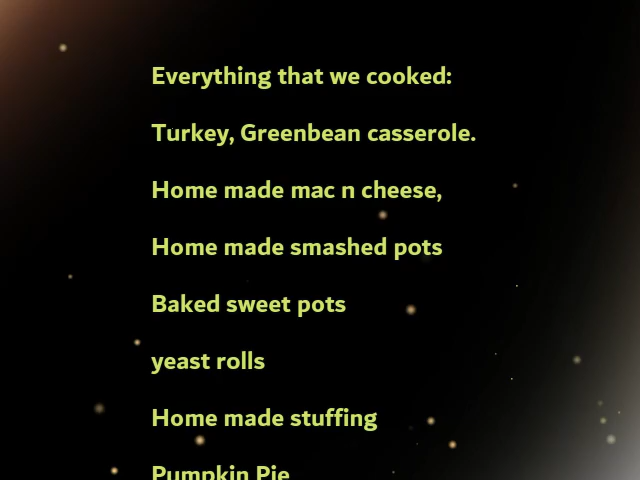 Everything that we cooked:
Turkey, Greenbean casserole.
Home made mac n cheese,
Home made smashed pots
Baked sweet pots
yeast rolls
Home made stuffing
Pumpkin Pie